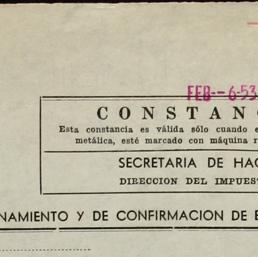 FEB--6-53
CONSTANC
Esta constancia es válida sólo cuando e
metálica, esté marcado con máquina r
SECRETARIA DE HAC
DIRECCION DEL IMPUEST
NAMIENTO Y DE CONFIRMACION DE E